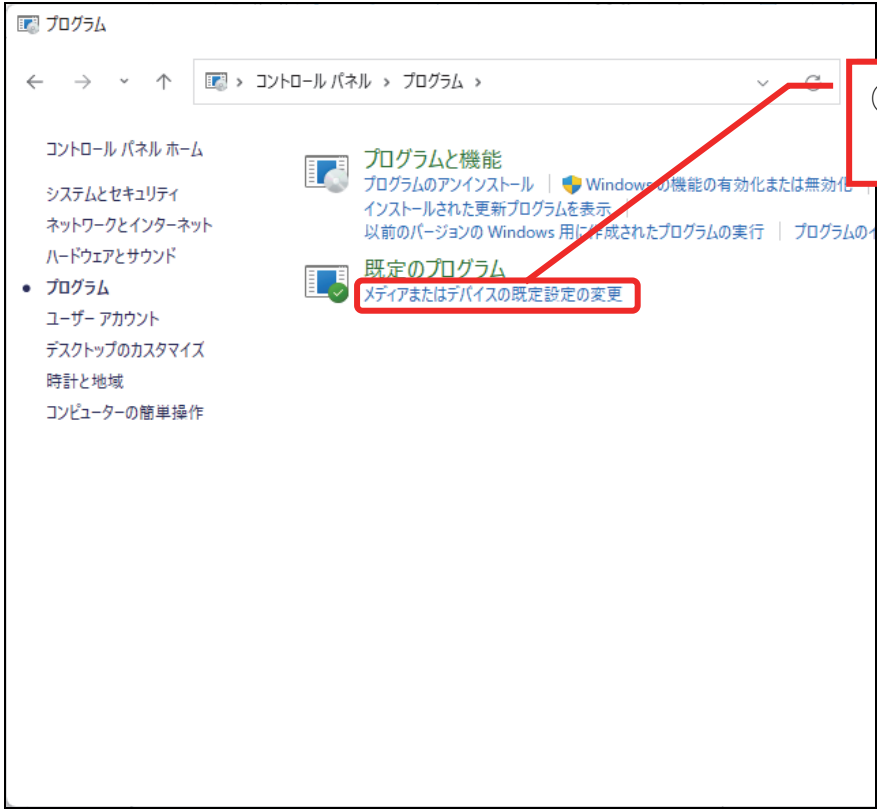 プログラム
コントロール パネル › プログラム ›
コントロール パネル ホーム
システムとセキュリティ
ネットワークとインターネット
ハードウェアとサウンド
プログラム
ユーザー アカウント
デスクトップのカスタマイズ
時計と地域
コンピューターの簡単操作
プログラムと機能
プログラムのアンインストール | Windows の機能の有効化または無効化 |
インストールされた更新プログラムを表示 |
以前のバージョンの Windows 用に作成されたプログラムの実行 | プログラムのイ
既定のプログラム
メディアまたはデバイスの既定設定の変更